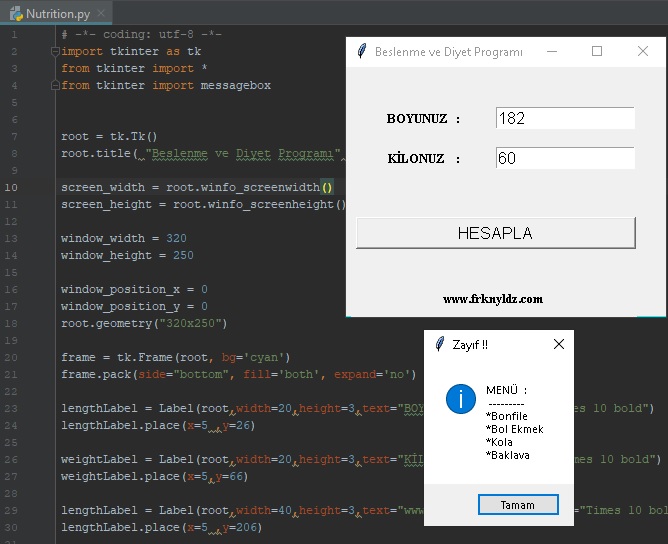 Nutrition.py
1 # -*- coding: utf-8 -*-
2 import tkinter as tk
3 from tkinter import *
4 from tkinter import messagebox
5
6
7 root = tk.Tk()
8 root.title( "Beslenme ve Diyet Programı"
9
10 screen_width = root.winfo_screenwidth()
11 screen_height = root.winfo_screenheight()
12
13 window_width = 320
14 window_height = 250
15
16 window_position_x = 0
17 window_position_y = 0
18 root.geometry("320x250")
19
20 frame = tk.Frame(root, bg='cyan')
21 frame.pack(side="bottom", fill='both', expand='no')
22
23 lengthLabel = Label(root,width=20,height=3,text="BOY
24 lengthLabel.place(x=5 ,y=26)
25
26 weightLabel = Label(root,width=20,height=3,text="KİL
27 weightLabel.place(x=5,y=66)
28
29 lengthLabel = Label(root,width=40,height=3,text="www "Times 10 bol
30 lengthLabel.place(x=5 ,y=206)
Beslenme ve Diyet Programı
BOYUNUZ : 182
KİLONUZ : 60
HESAPLA
www.frknyldz.com
Zayıf !!
MENÜ :
---------
*Bonfile
*Bol Ekmek
*Kola
*Baklava
Tamam
mes 10 bold")
mes 10 bold")